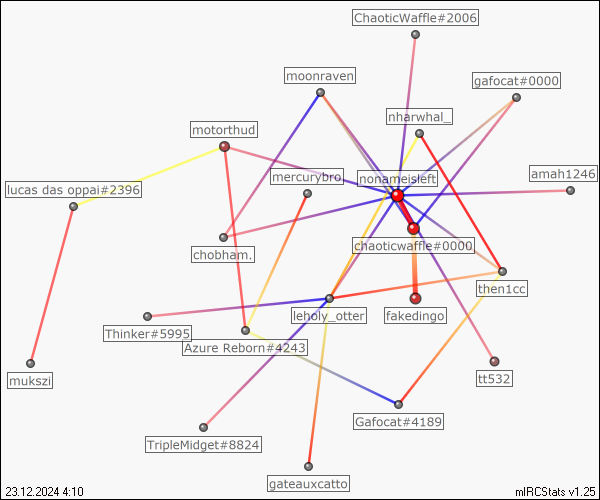 ChaoticWaffle#2006
moonraven
gafocat#0000
nharwhal_
motorthud
mercurybro
nonameisleft
amah1246
lucas das oppai#2396
chobham.
chaoticwaffle#0000
then1cc
leholy_otter
fakedingo
Thinker#5995
Azure Reborn#4243
mukszi
tt532
Gafocat#4189
TripleMidget#8824
gateauxcatto
23.12.2024 4:10
mIRCStats v1.25